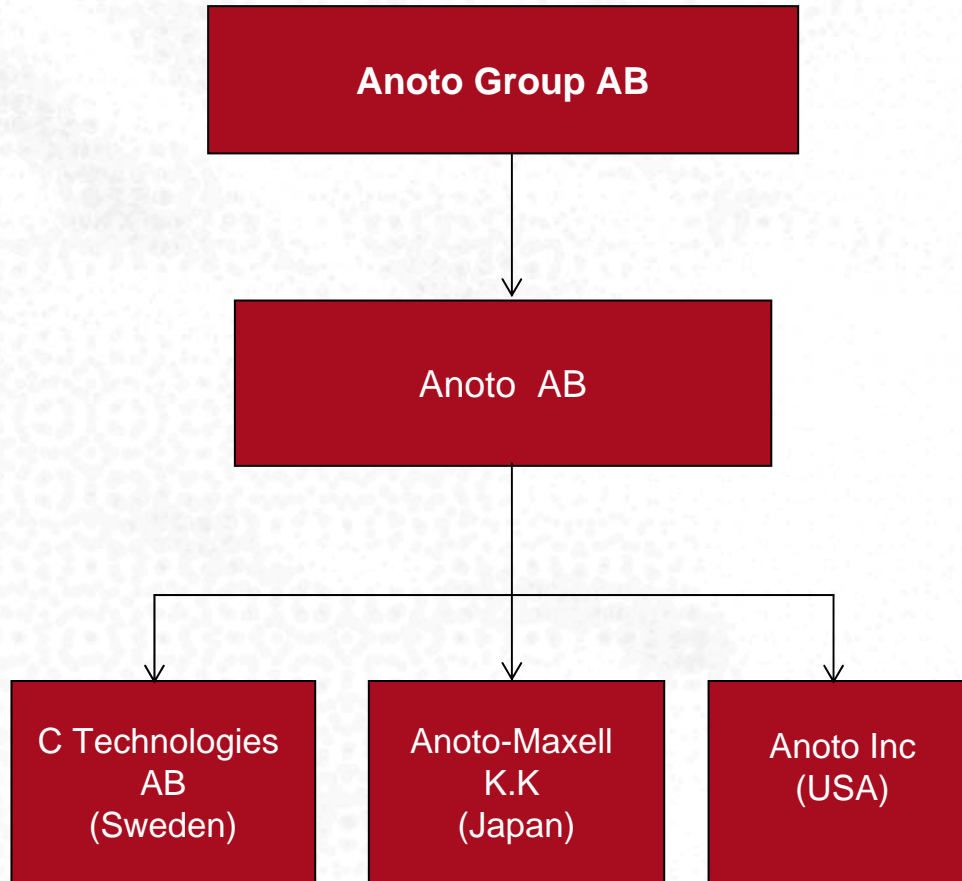 Anoto Group AB
Anoto AB
C Technologies
AB
(Sweden)
Anoto-Maxell
K.K
(Japan)
Anoto Inc
(USA)